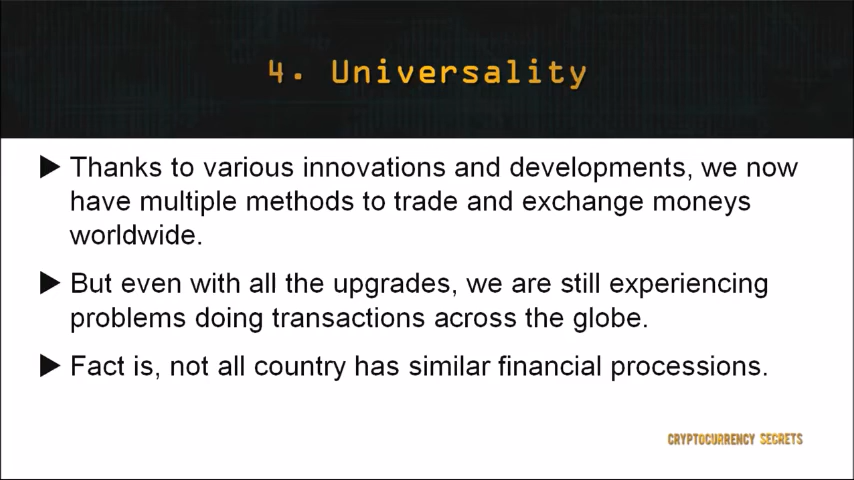 4. Universality
▶ Thanks to various innovations and developments, we now
have multiple methods to trade and exchange moneys
worldwide.
▶ But even with all the upgrades, we are still experiencing
problems doing transactions across the globe.
▶ Fact is, not all country has similar financial processions.
CRYPTOCURRENCY SECRETS